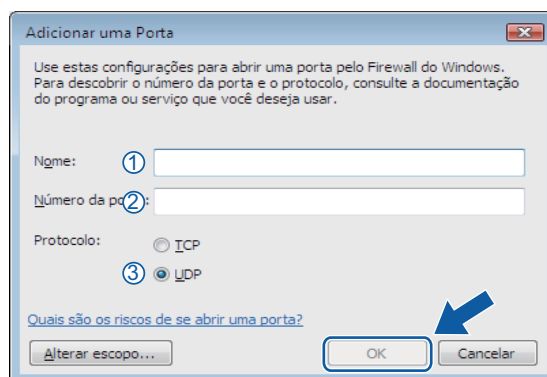 Adicionar uma Porta
Use estas configurações para abrir uma porta pelo Firewall do Windows.
Para descobrir o número da porta e o protocolo, consulte a documentação
do programa ou serviço que você deseja usar.
Nome: ①
Número da po②:
Protocolo: TCP
③ UDP
Quais são os riscos de se abrir uma porta?
Alterar escopo... OK Cancelar